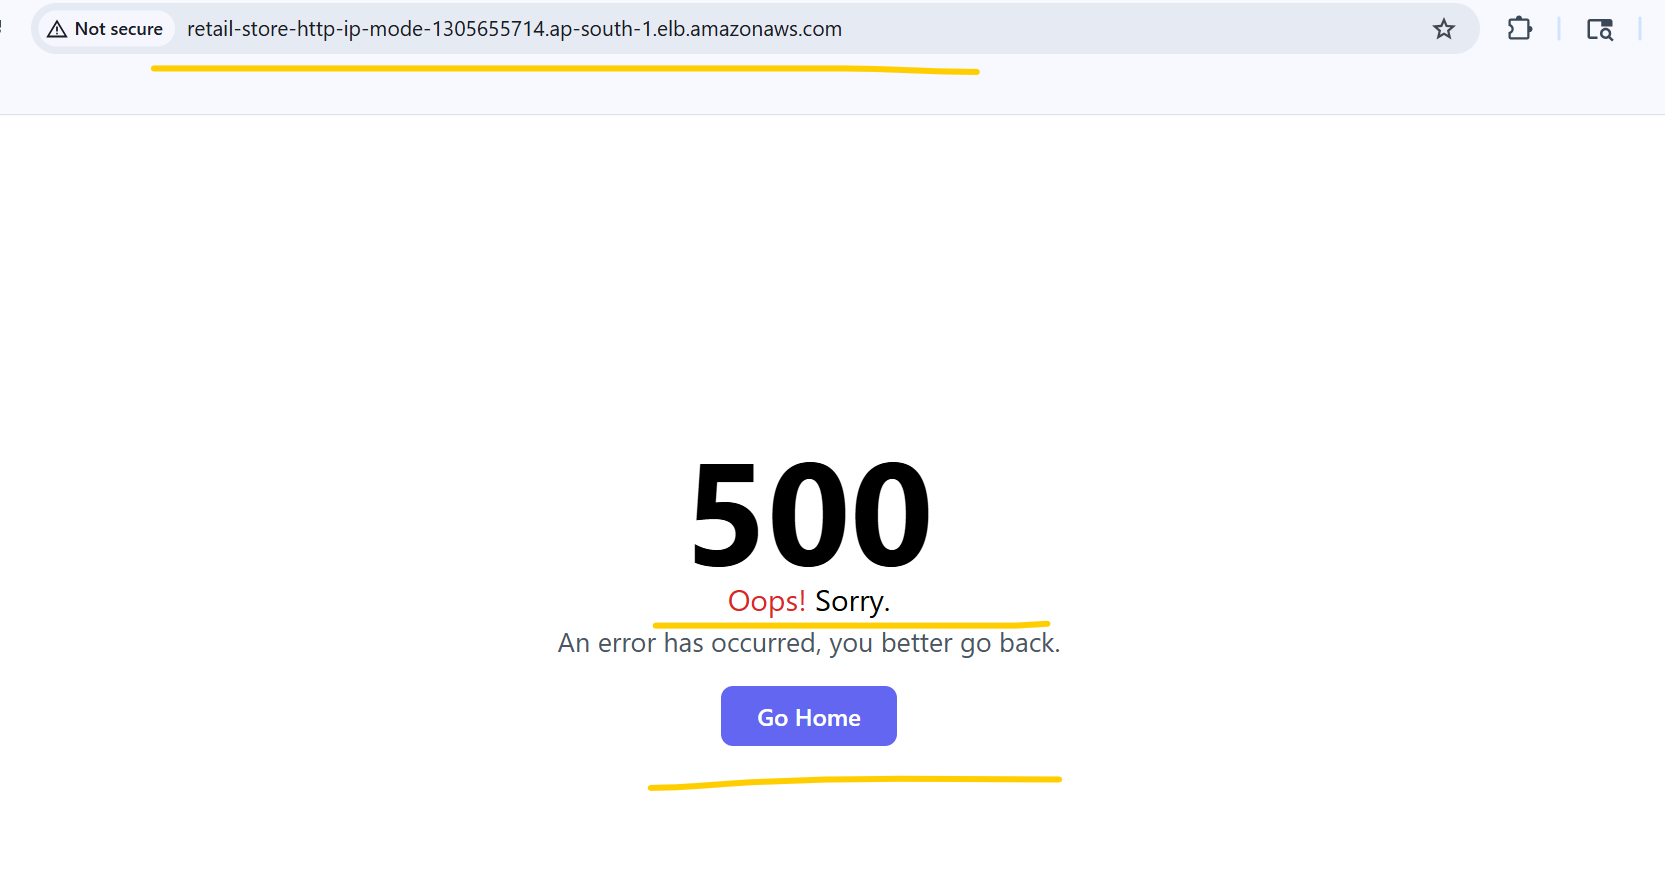 Not secure retail-store-http-ip-mode-1305655714.ap-south-1.elb.amazonaws.com
500
Oops! Sorry.
An error has occurred, you better go back.
Go Home